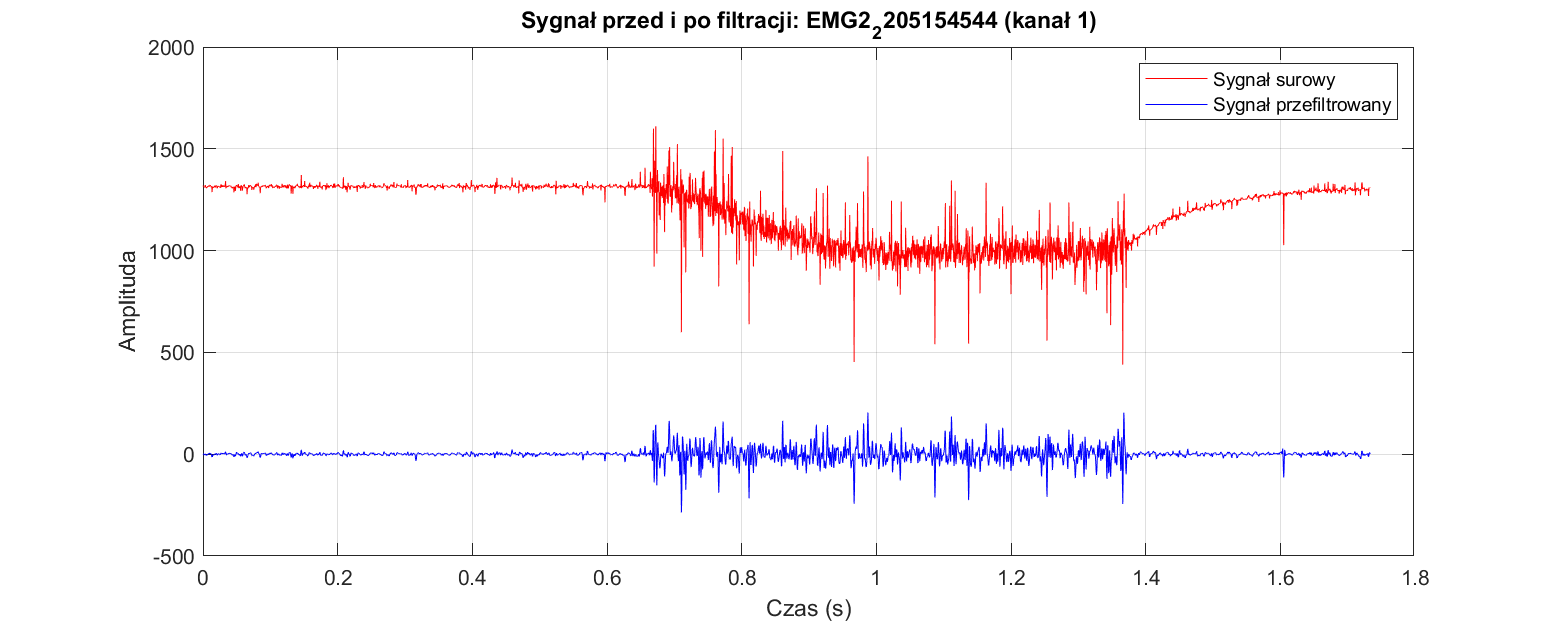 Sygnał przed i po filtracji: EMG2₂205154544 (kanał 1)
2000
1500
1000
500
0
-500
Amplituda
Sygnał surowy
Sygnał przefiltrowany
0 0.2 0.4 0.6 0.8 1 1.2 1.4 1.6 1.8
Czas (s)